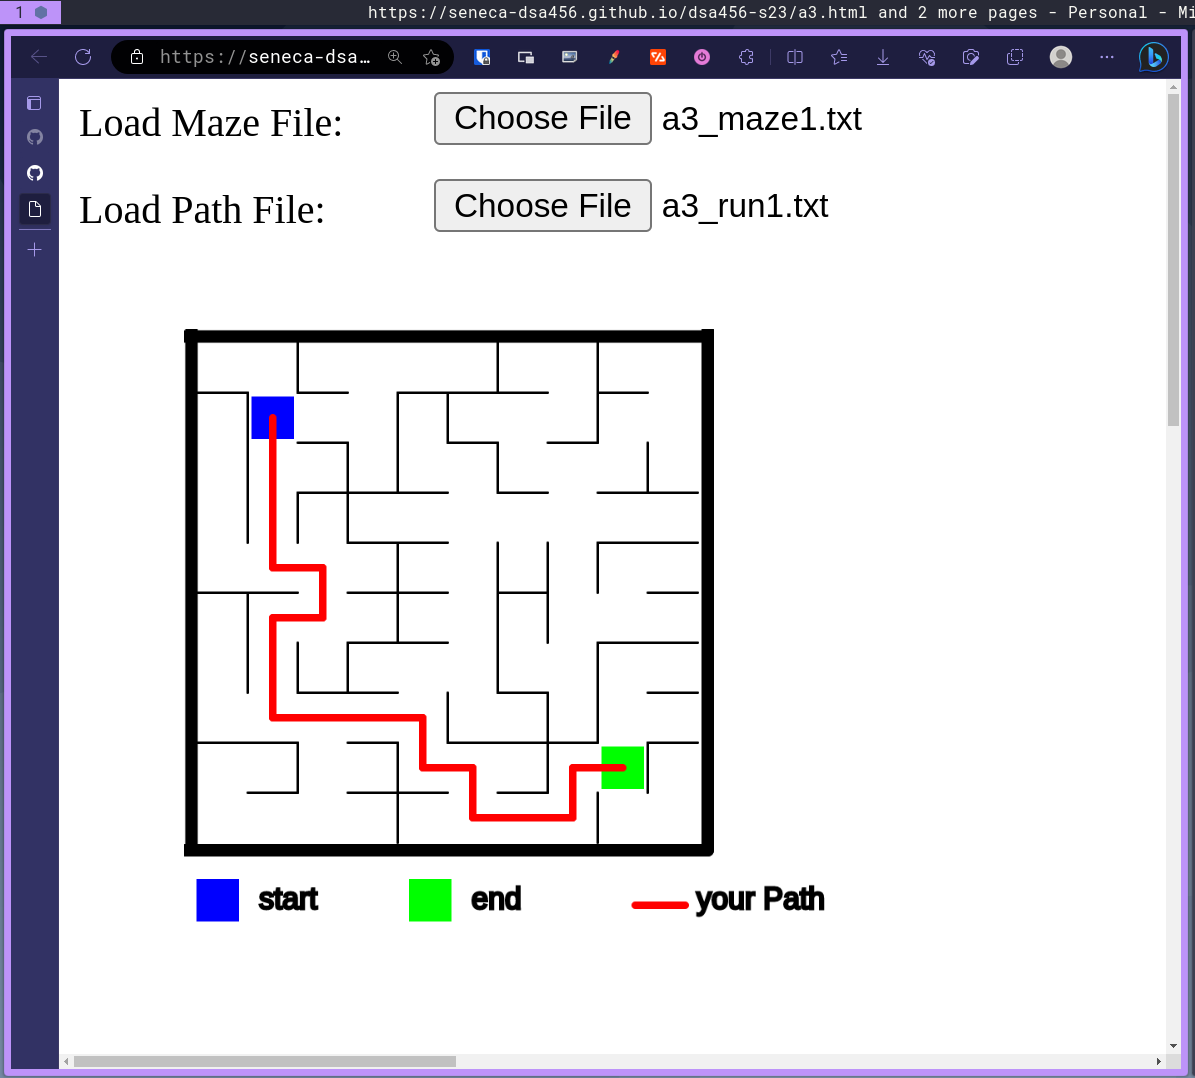 1
https://seneca-dsa456.github.io/dsa456-s23/a3.html and 2 more pages - Personal - Mi
https://seneca-dsa…
Load Maze File: Choose File a3_maze1.txt
Load Path File: Choose File a3_run1.txt
start end your Path